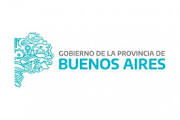 GOBIERNO DE LA PROVINCIA DE
BUENOS AIRES